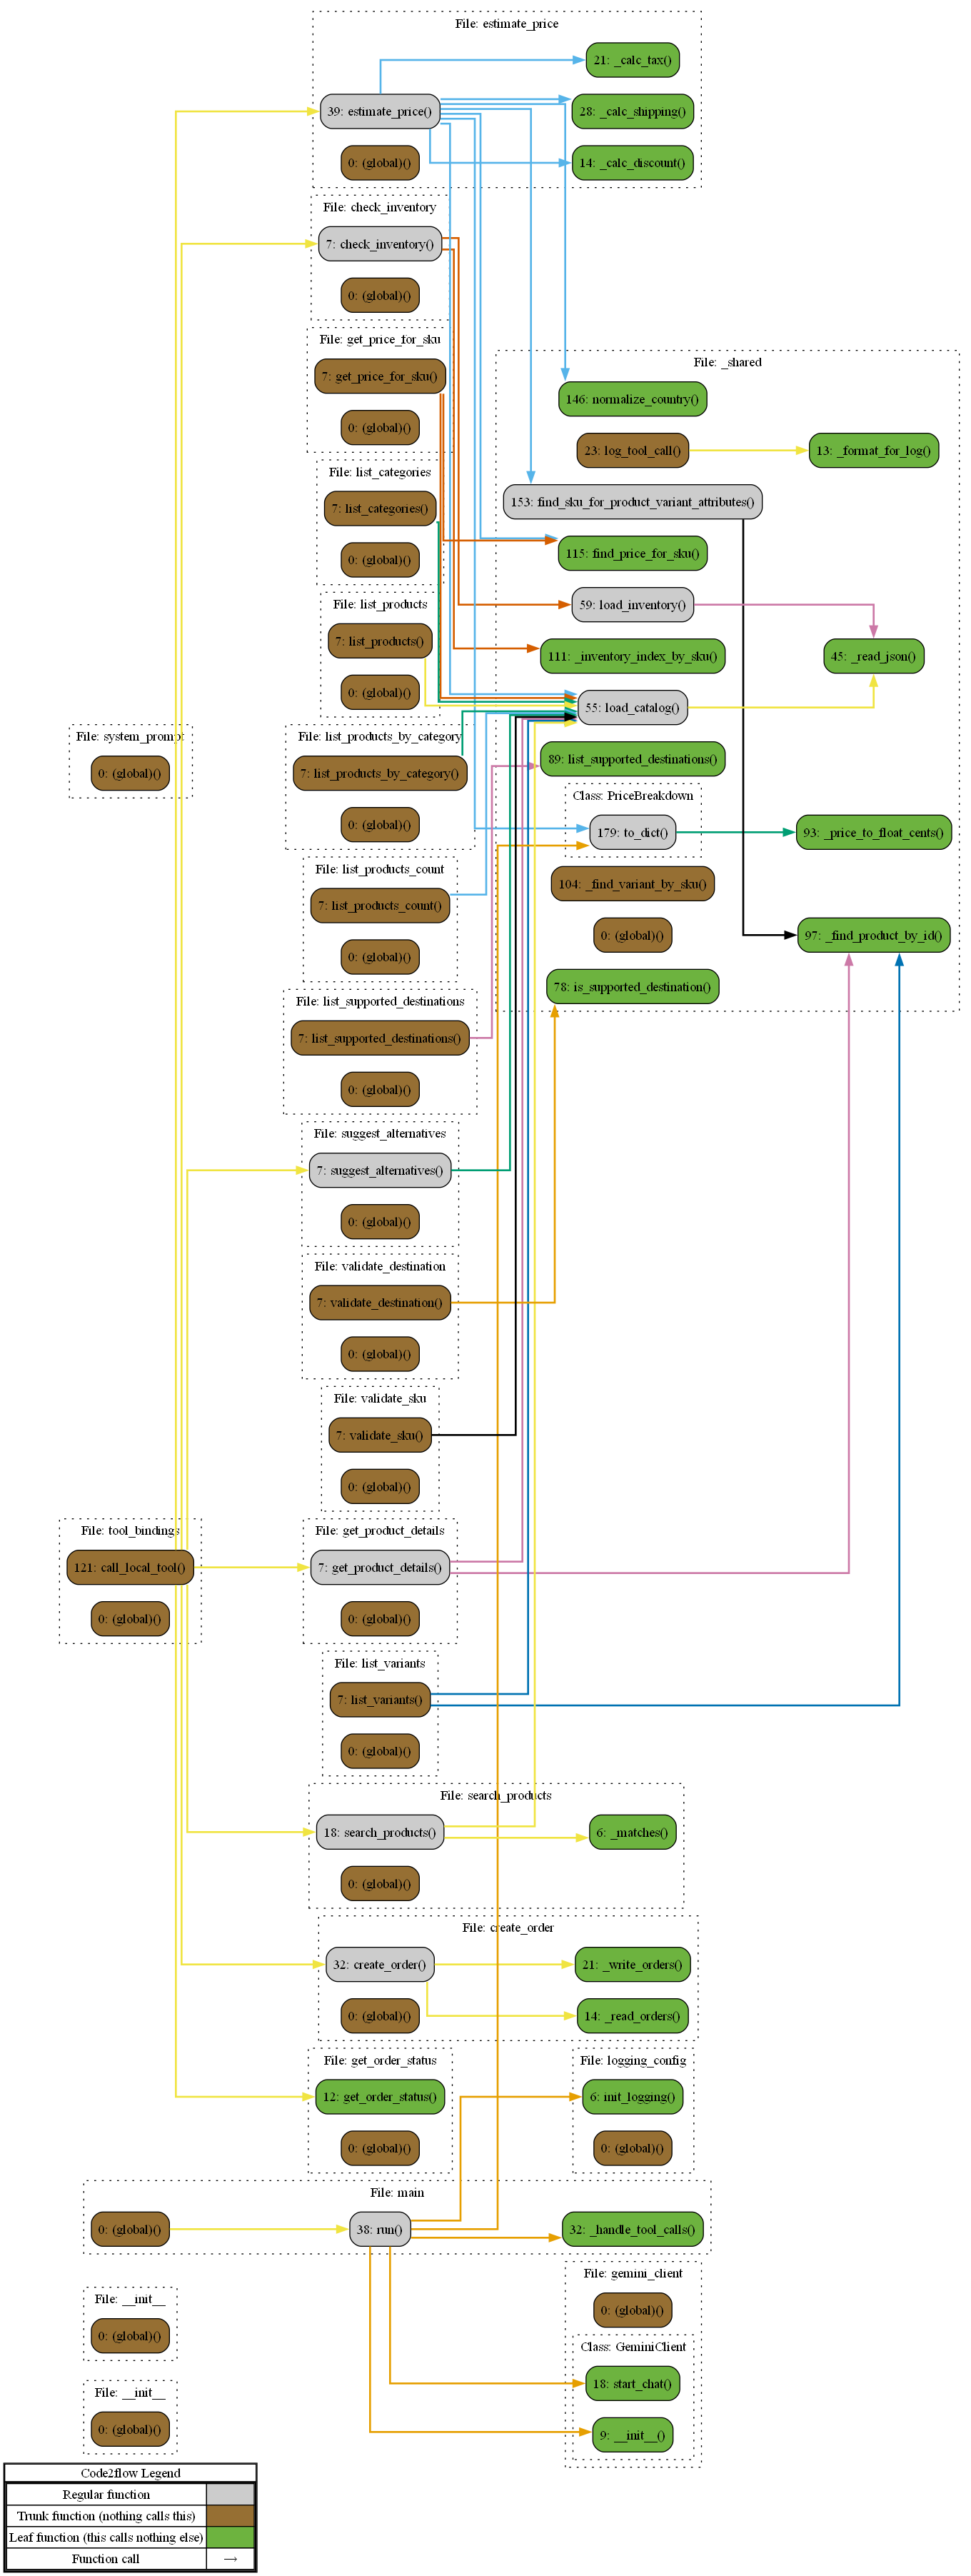 File: estimate_price
21: _calc_tax()
39: estimate_price()
28: _calc_shipping()
0: (global)()
14: _calc_discount()
File: check_inventory
7: check_inventory()
0: (global)()
File: get_price_for_sku
7: get_price_for_sku()
0: (global)()
File: list_categories
7: list_categories()
0: (global)()
File: list_products
7: list_products()
0: (global)()
File: _shared
146: normalize_country()
23: log_tool_call()
13: _format_for_log()
153: find_sku_for_product_variant_attributes()
115: find_price_for_sku()
59: load_inventory()
111: _inventory_index_by_sku()
45: _read_json()
55: load_catalog()
89: list_supported_destinations()
Class: PriceBreakdown
179: to_dict()
93: _price_to_float_cents()
104: _find_variant_by_sku()
0: (global)()
97: _find_product_by_id()
78: is_supported_destination()
File: system_prompt
0: (global)()
File: list_products_by_category
7: list_products_by_category()
0: (global)()
File: list_products_count
7: list_products_count()
0: (global)()
File: list_supported_destinations
7: list_supported_destinations()
0: (global)()
File: suggest_alternatives
7: suggest_alternatives()
0: (global)()
File: validate_destination
7: validate_destination()
0: (global)()
File: validate_sku
7: validate_sku()
0: (global)()
File: tool_bindings
121: call_local_tool()
0: (global)()
File: get_product_details
7: get_product_details()
0: (global)()
File: list_variants
7: list_variants()
0: (global)()
File: search_products
18: search_products()
6: _matches()
0: (global)()
File: create_order
32: create_order()
21: _write_orders()
0: (global)()
14: _read_orders()
File: get_order_status
12: get_order_status()
0: (global)()
File: logging_config
6: init_logging()
0: (global)()
File: main
0: (global)()
38: run()
32: _handle_tool_calls()
File: gemini_client
0: (global)()
Class: GeminiClient
18: start_chat()
9: __init__()
File: __init__
0: (global)()
File: __init__
0: (global)()
Code2flow Legend
Regular function
Trunk function (nothing calls this)
Leaf function (this calls nothing else)
Function call →